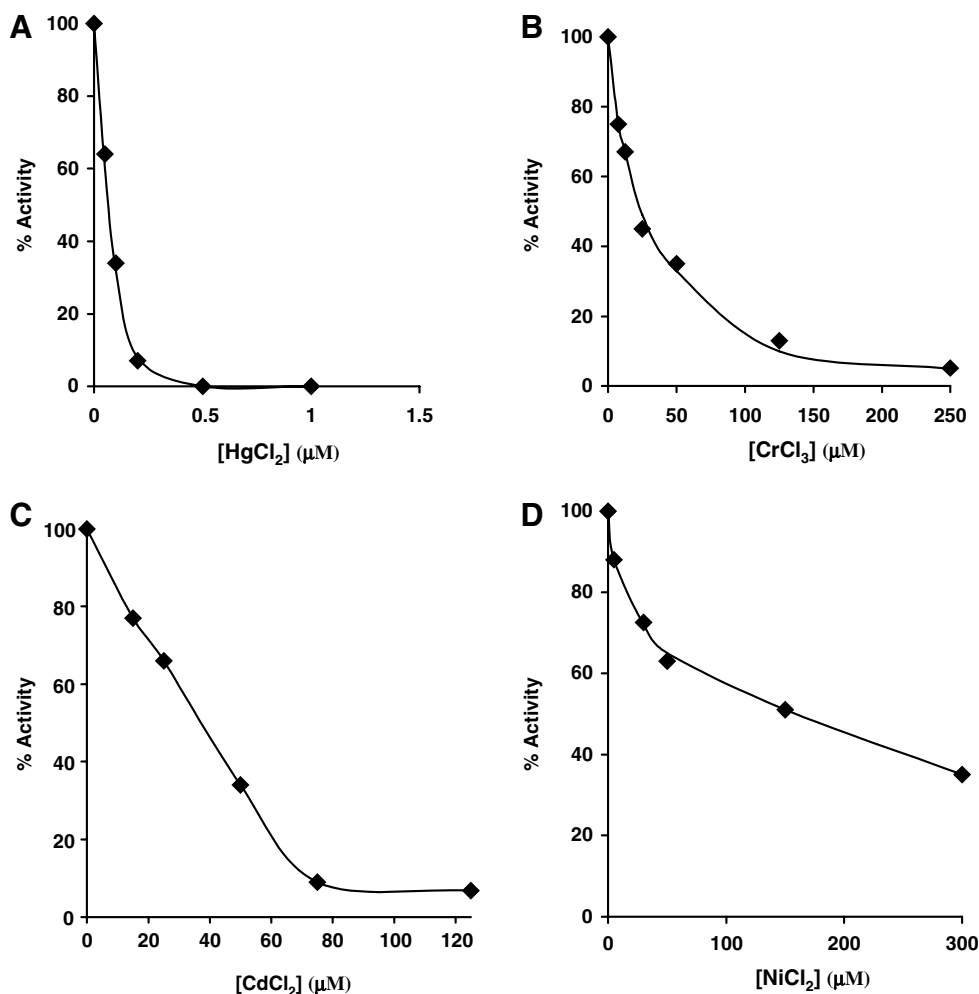 A
100
80
60
40
20
0
% Activity
0 0.5 1 1.5
[HgCl₂] (μM)
B
100
80
60
40
20
0
% Activity
0 50 100 150 200 250
[CrCl₃] (μM)
C
100
80
60
40
20
0
% Activity
0 20 40 60 80 100 120
[CdCl₂] (μM)
D
100
80
60
40
20
0
% Activity
0 100 200 300
[NiCl₂] (μM)